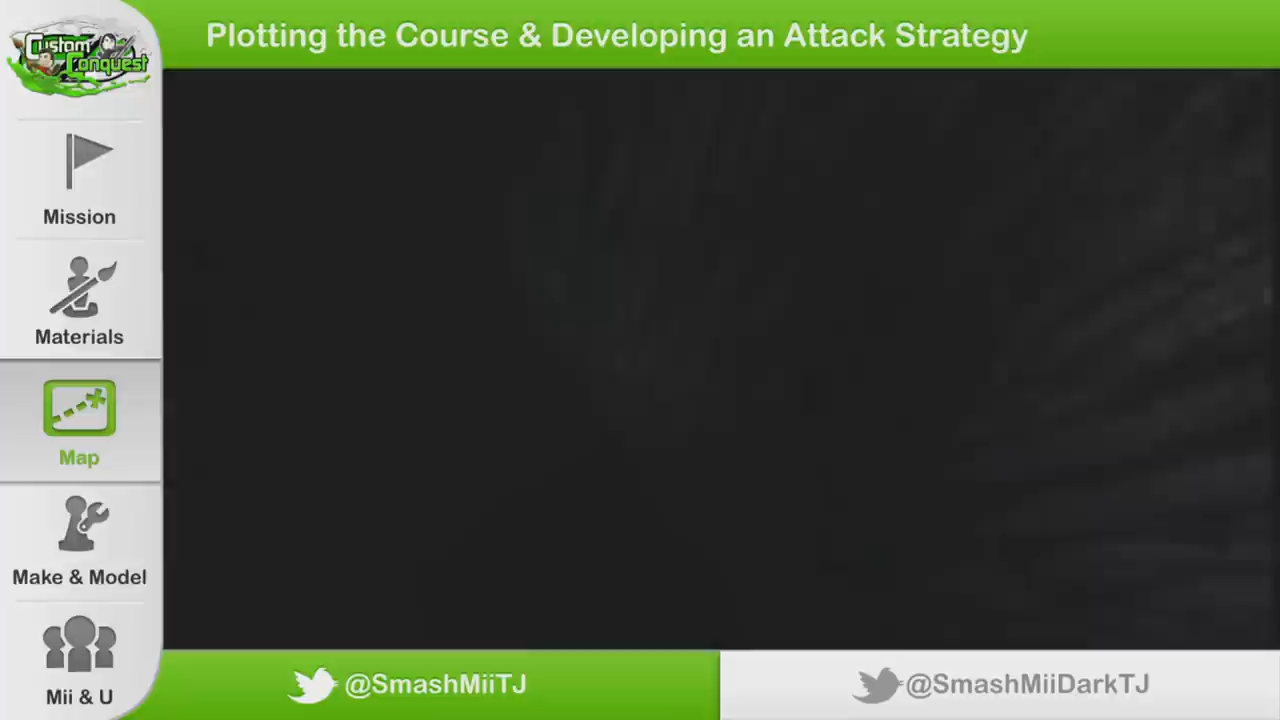 Plotting the Course & Developing an Attack Strategy
Custom
Conquest
Mission
Materials
Map
Make & Model
Mii & U
@SmashMiiTJ
@SmashMiiDarkTJ